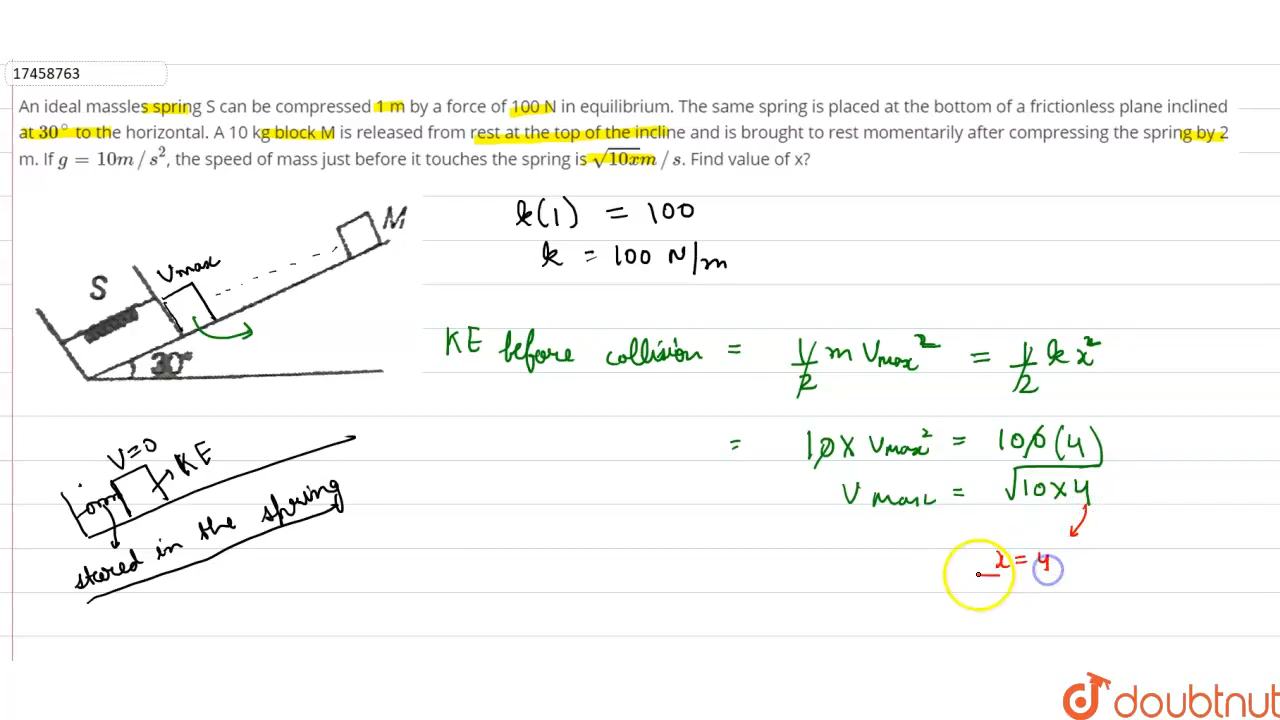 17458763
An ideal massles spring S can be compressed 1 m by a force of 100 N in equilibrium. The same spring is placed at the bottom of a frictionless plane inclined
at 30° to the horizontal. A 10 kg block M is released from rest at the top of the incline and is brought to rest momentarily after compressing the spring by 2
m. If g = 10m/s², the speed of mass just before it touches the spring is √10x m/s. Find value of x?
M
Vmax
S
30°
k(1) = 100
k = 100 N/m
KE before collision = 1/2 m Vmax² = 1/2 k x²
= 10 x Vmax² = 100(4)
Vmax = √10x4
x = 4
V=0
KE
stored in the spring
doubtnut